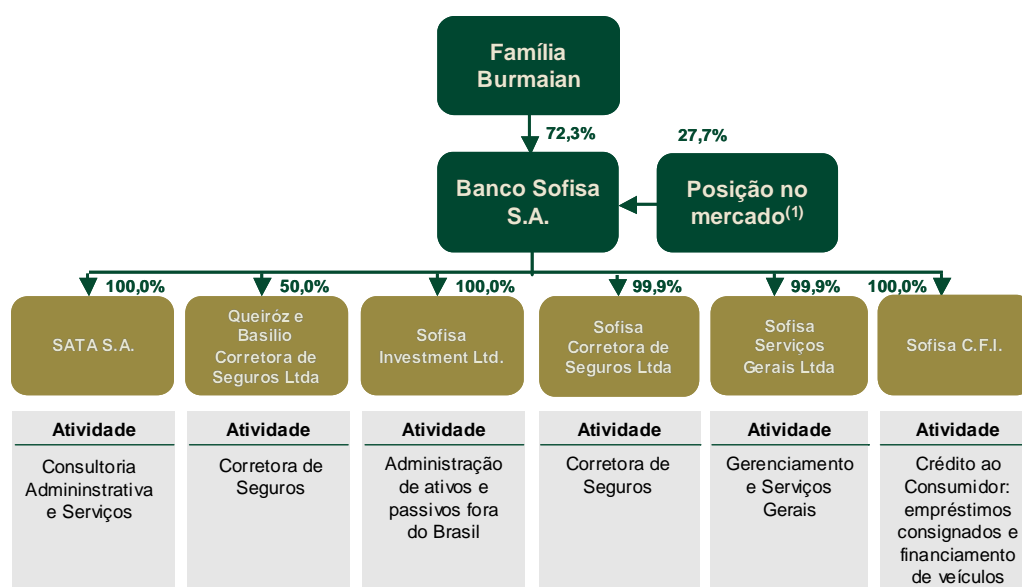 Família
Burmaian
72,3%
27,7%
Banco Sofisa
S.A.
Posição no
mercado(1)
100,0%
50,0%
100,0%
99,9%
99,9%
100,0%
SATA S.A.
Queiróz e
Basilio
Corretora de
Seguros Ltda
Sofisa
Investment Ltd.
Sofisa
Corretora de
Seguros Ltda
Sofisa
Serviços
Gerais Ltda
Sofisa C.F.I.
Atividade
Consultoria
Admininstrativa
e Serviços
Atividade
Corretora de
Seguros
Atividade
Administração
de ativos e
passivos fora
do Brasil
Atividade
Corretora de
Seguros
Atividade
Gerenciamento
e Serviços
Gerais
Atividade
Crédito ao
Consumidor:
empréstimos
consignados e
financiamento
de veículos